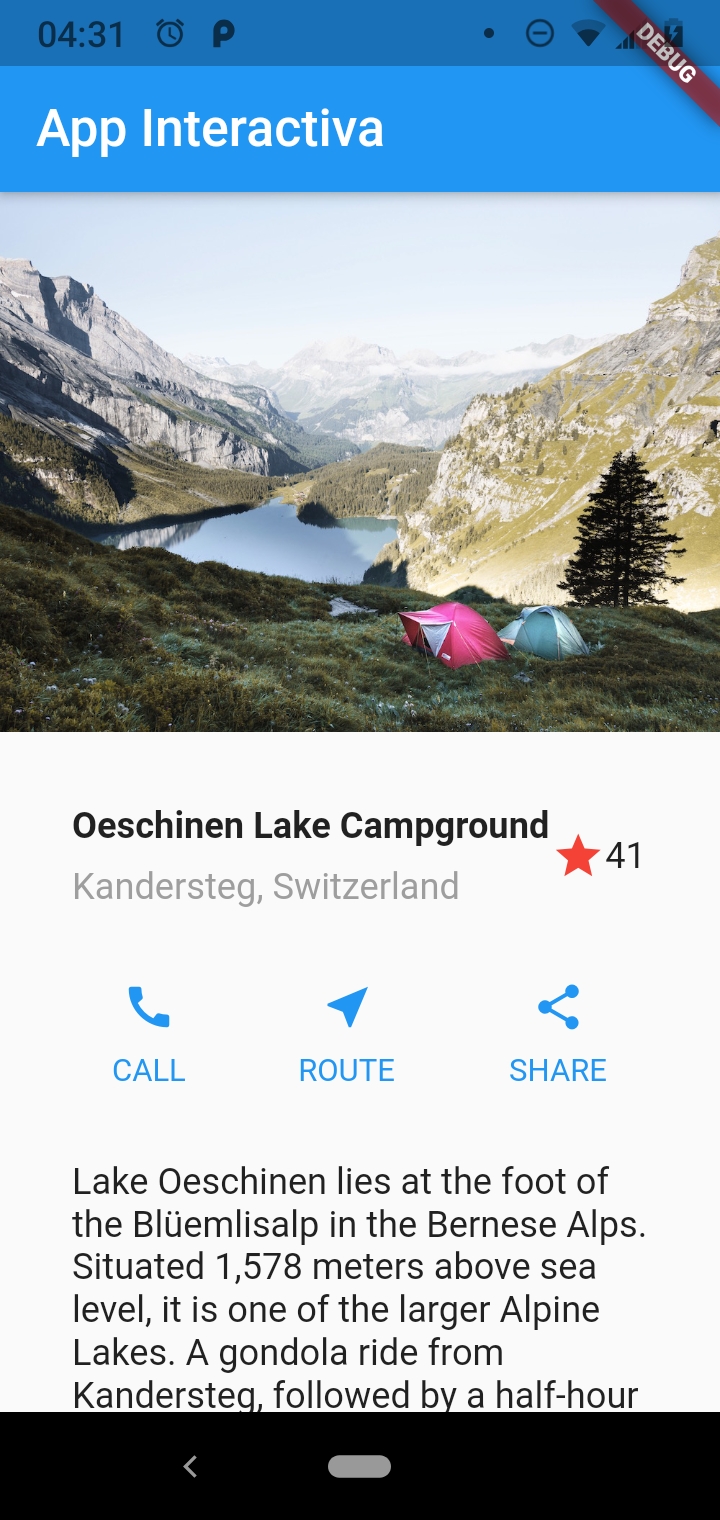 04:31
DEBUG
App Interactiva
Oeschinen Lake Campground
41
Kandersteg, Switzerland
CALL ROUTE SHARE
Lake Oeschinen lies at the foot of
the Blüemlisalp in the Bernese Alps.
Situated 1,578 meters above sea
level, it is one of the larger Alpine
Lakes. A gondola ride from
Kandersteg, followed by a half-hour